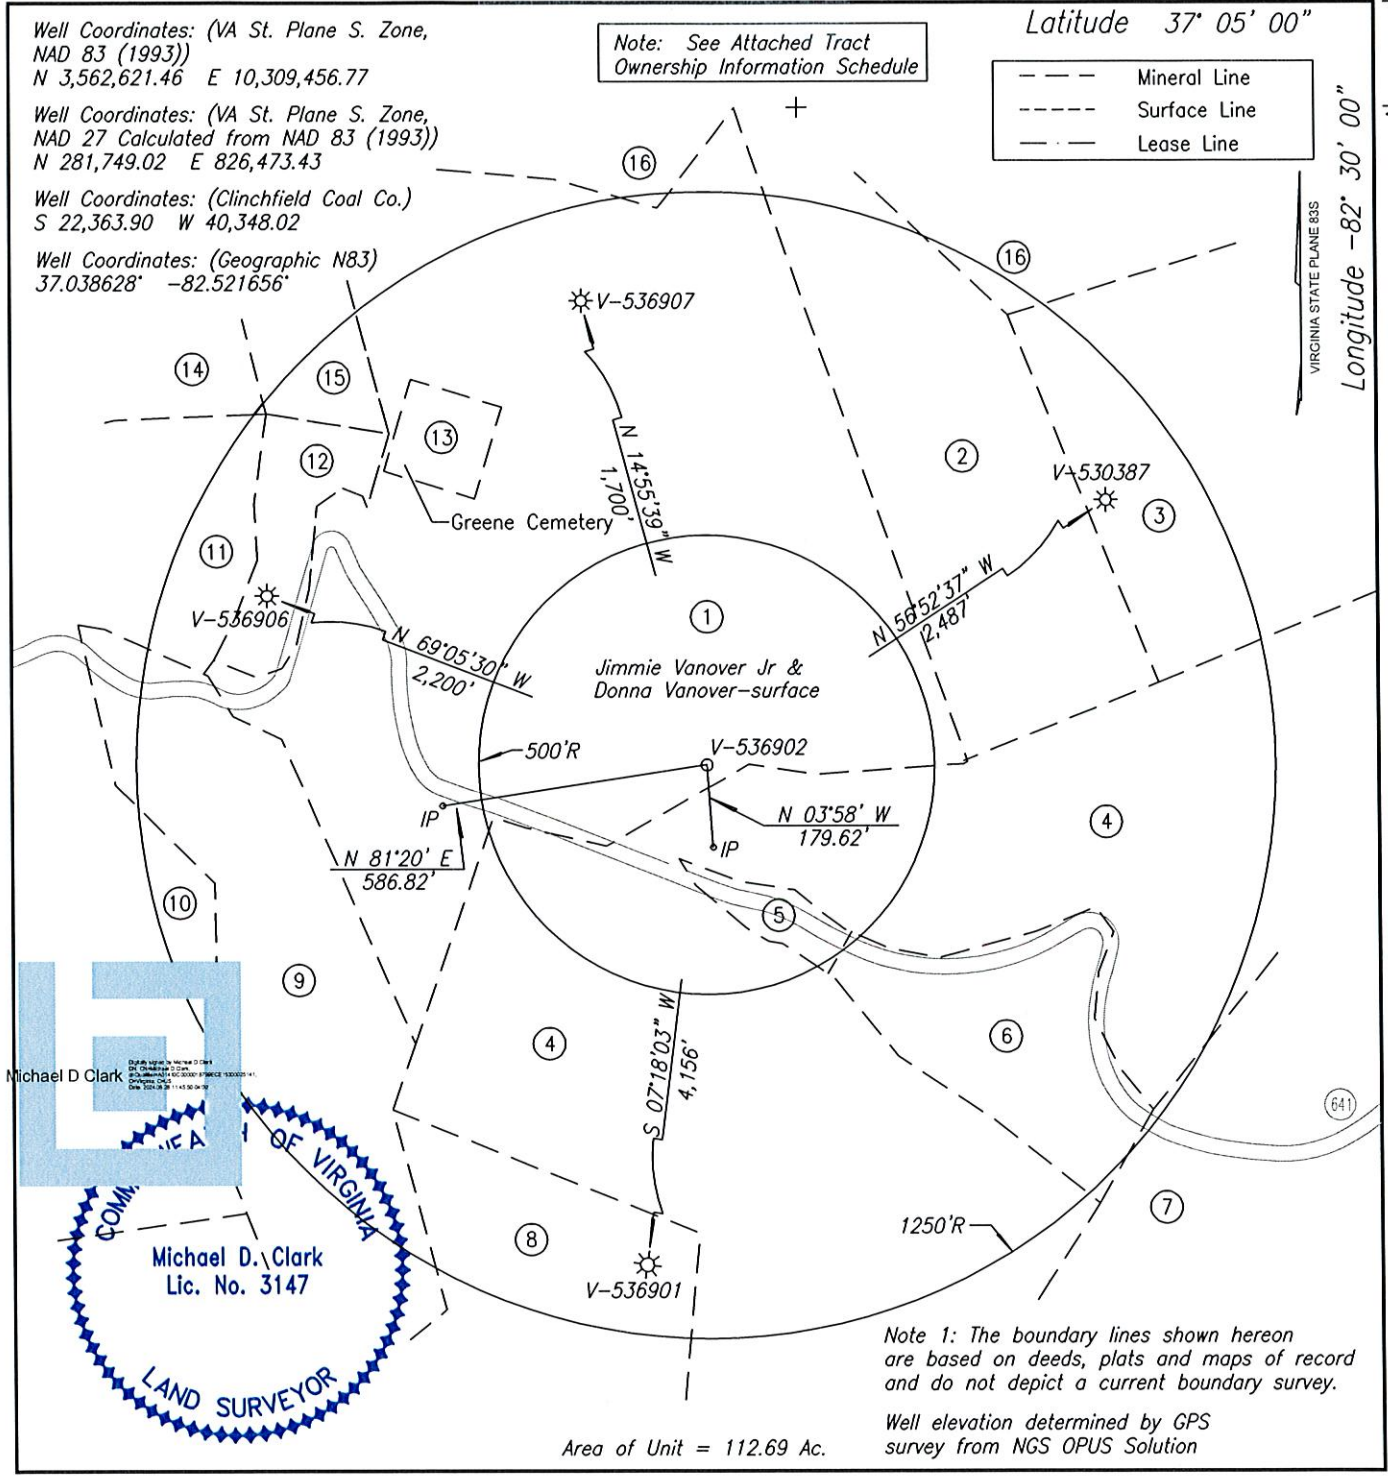 Well Coordinates: (VA St. Plane S. Zone,
NAD 83 (1993))
N 3,562,621.46 E 10,309,456.77
Well Coordinates: (VA St. Plane S. Zone,
NAD 27 Calculated from NAD 83 (1993))
N 281,749.02 E 826,473.43
Well Coordinates: (Clinchfield Coal Co.)
S 22,363.90 W 40,348.02
Well Coordinates: (Geographic N83)
37.038628° -82.521656°
Note: See Attached Tract
Ownership Information Schedule
Latitude 37° 05' 00"
Mineral Line
Surface Line
Lease Line
Longitude -82° 30' 00"
VIRGINIA STATE PLANE 83S
16
16
V-536907
14
15
13
12
2
V-530387
3
N 14°55'39" W
1,700'
Greene Cemetery
11
V-536906
N 69°05'30" W
2,200'
N 56°52'37" W
2,487'
1
Jimmie Vanover Jr &
Donna Vanover-surface
500'R
V-536902
IP
N 81°20' E
586.82'
N 03°58' W
179.62'
IP
4
10
5
9
4
6
S 07°18'03" W
4,156'
641
7
8
1250'R
V-536901
Michael D Clark
COMM
OF VIRGINIA
Michael D. Clark
Lic. No. 3147
LAND SURVEYOR
Note 1: The boundary lines shown hereon
are based on deeds, plats and maps of record
and do not depict a current boundary survey.
Well elevation determined by GPS
survey from NGS OPUS Solution
Area of Unit = 112.69 Ac.